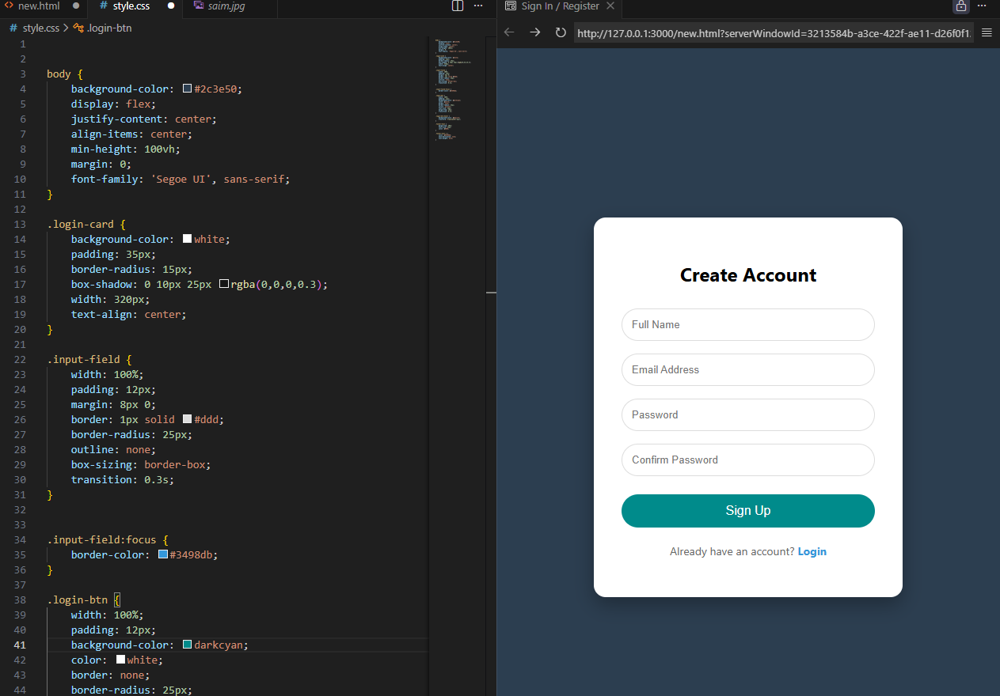 new.html
style.css
saim.jpg
style.css > .login-btn
1
2
3 body {
4 background-color: #2c3e50;
5 display: flex;
6 justify-content: center;
7 align-items: center;
8 min-height: 100vh;
9 margin: 0;
10 font-family: 'Segoe UI', sans-serif;
11 }
12
13 .login-card {
14 background-color: white;
15 padding: 35px;
16 border-radius: 15px;
17 box-shadow: 0 10px 25px rgba(0,0,0,0.3);
18 width: 320px;
19 text-align: center;
20 }
21
22 .input-field {
23 width: 100%;
24 padding: 12px;
25 margin: 8px 0;
26 border: 1px solid #ddd;
27 border-radius: 25px;
28 outline: none;
29 box-sizing: border-box;
30 transition: 0.3s;
31 }
32
33
34 .input-field:focus {
35 border-color: #3498db;
36 }
37
38 .login-btn {
39 width: 100%;
40 padding: 12px;
41 background-color: darkcyan;
42 color: white;
43 border: none;
44 border-radius: 25px;
Sign In / Register
http://127.0.0.1:3000/new.html?serverWindowId=3213584b-a3ce-422f-ae11-d26f0f1
Create Account
Full Name
Email Address
Password
Confirm Password
Sign Up
Already have an account? Login